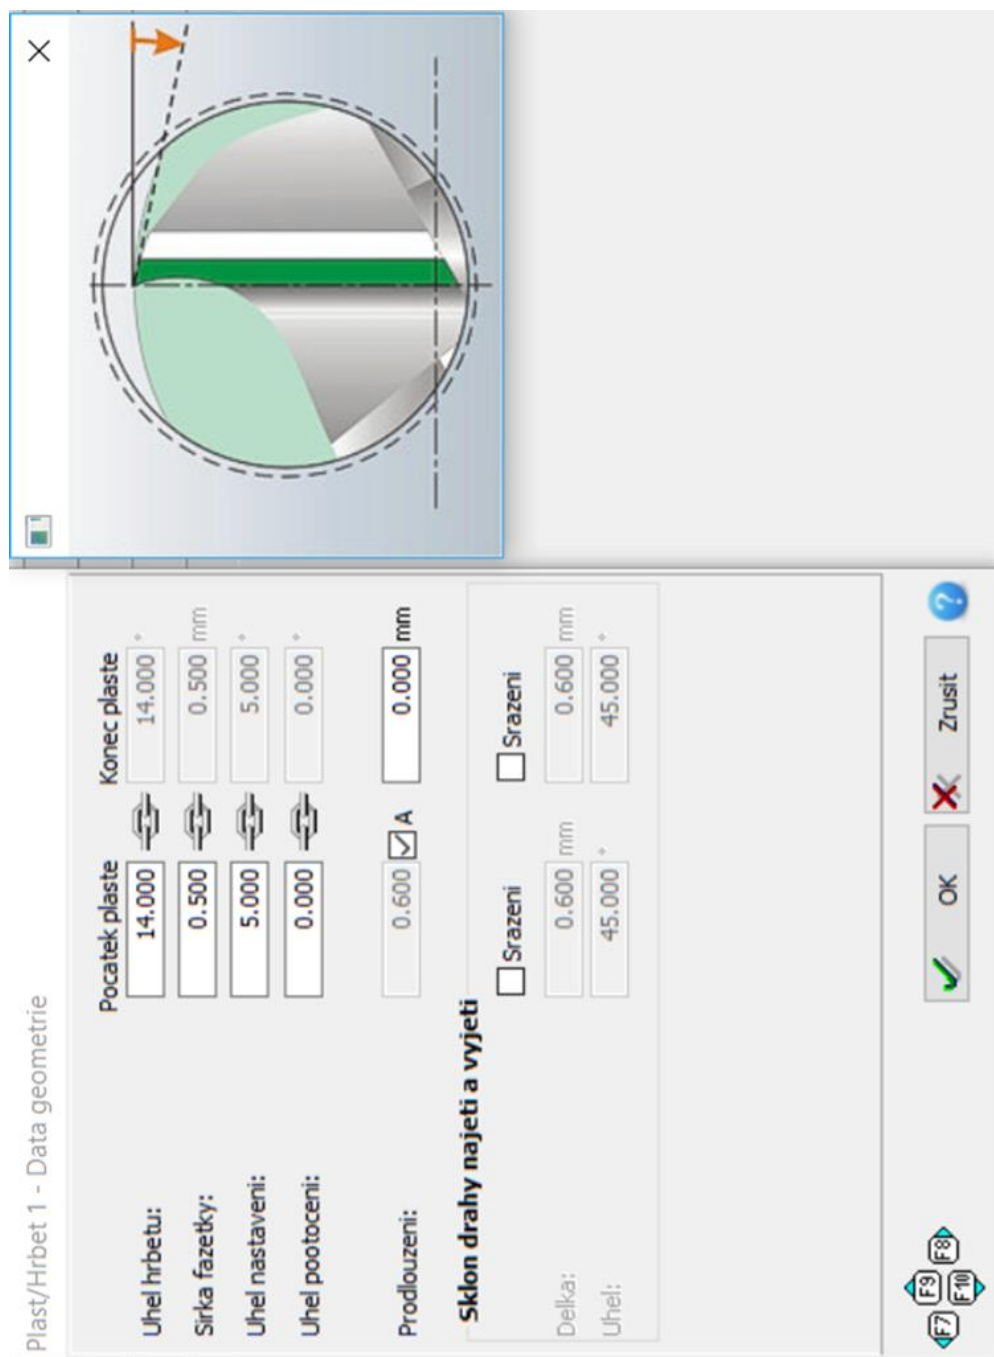 Plast/Hrbet 1 - Data geometrie
Pocatek plaste Konec plaste
Uhel hrbetu: 14.000 14.000 °
Sirka fazetky: 0.500 0.500 mm
Uhel nastaveni: 5.000 5.000 °
Uhel pootoceni: 0.000 0.000 °
Prodlouzeni: 0.600 A 0.000 mm
Sklon drahy najeti a vyjeti
Srazeni Srazeni
Delka: 0.600 mm 0.600 mm
Uhel: 45.000 ° 45.000 °
F7 F9 F10 F8 OK Zrusit ?